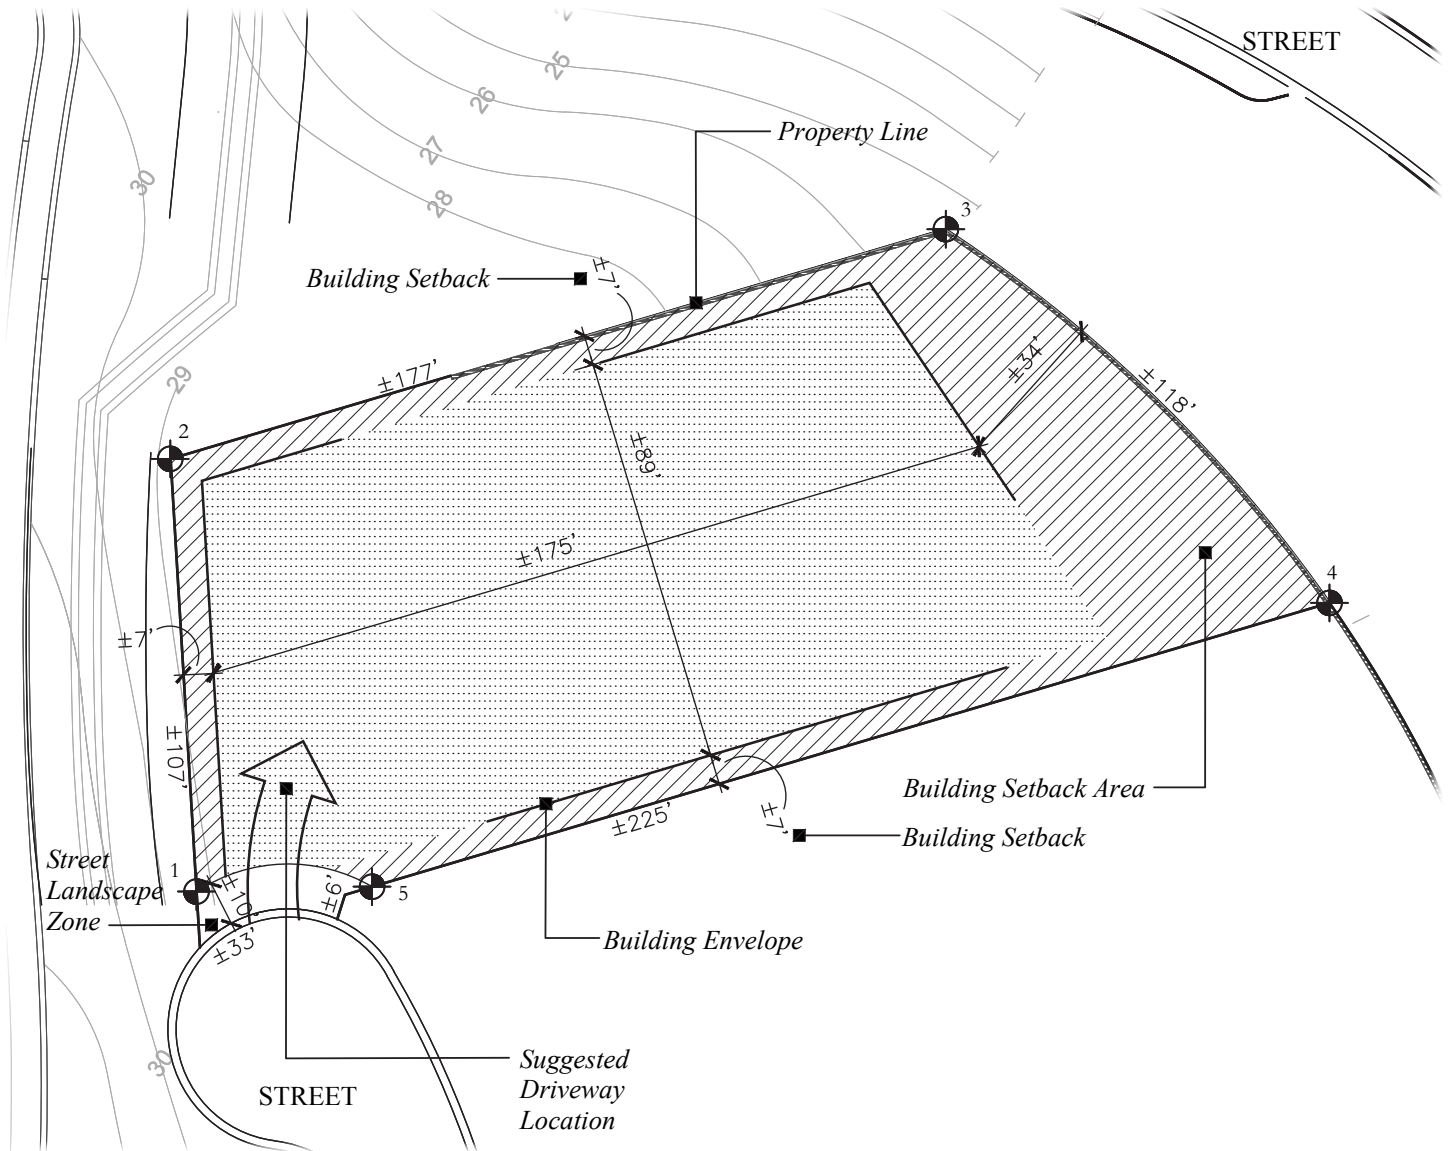 STREET
25
26
Property Line
27
30
28
3
Building Setback
±7'
±34'
±177'
29
±118'
2
±89'
±175'
4
±7'
±107'
Building Setback Area
±225'
±7'
Building Setback
Street
Landscape
Zone
1
±10'
±6'
5
±33'
Building Envelope
30
Suggested
Driveway
Location
STREET